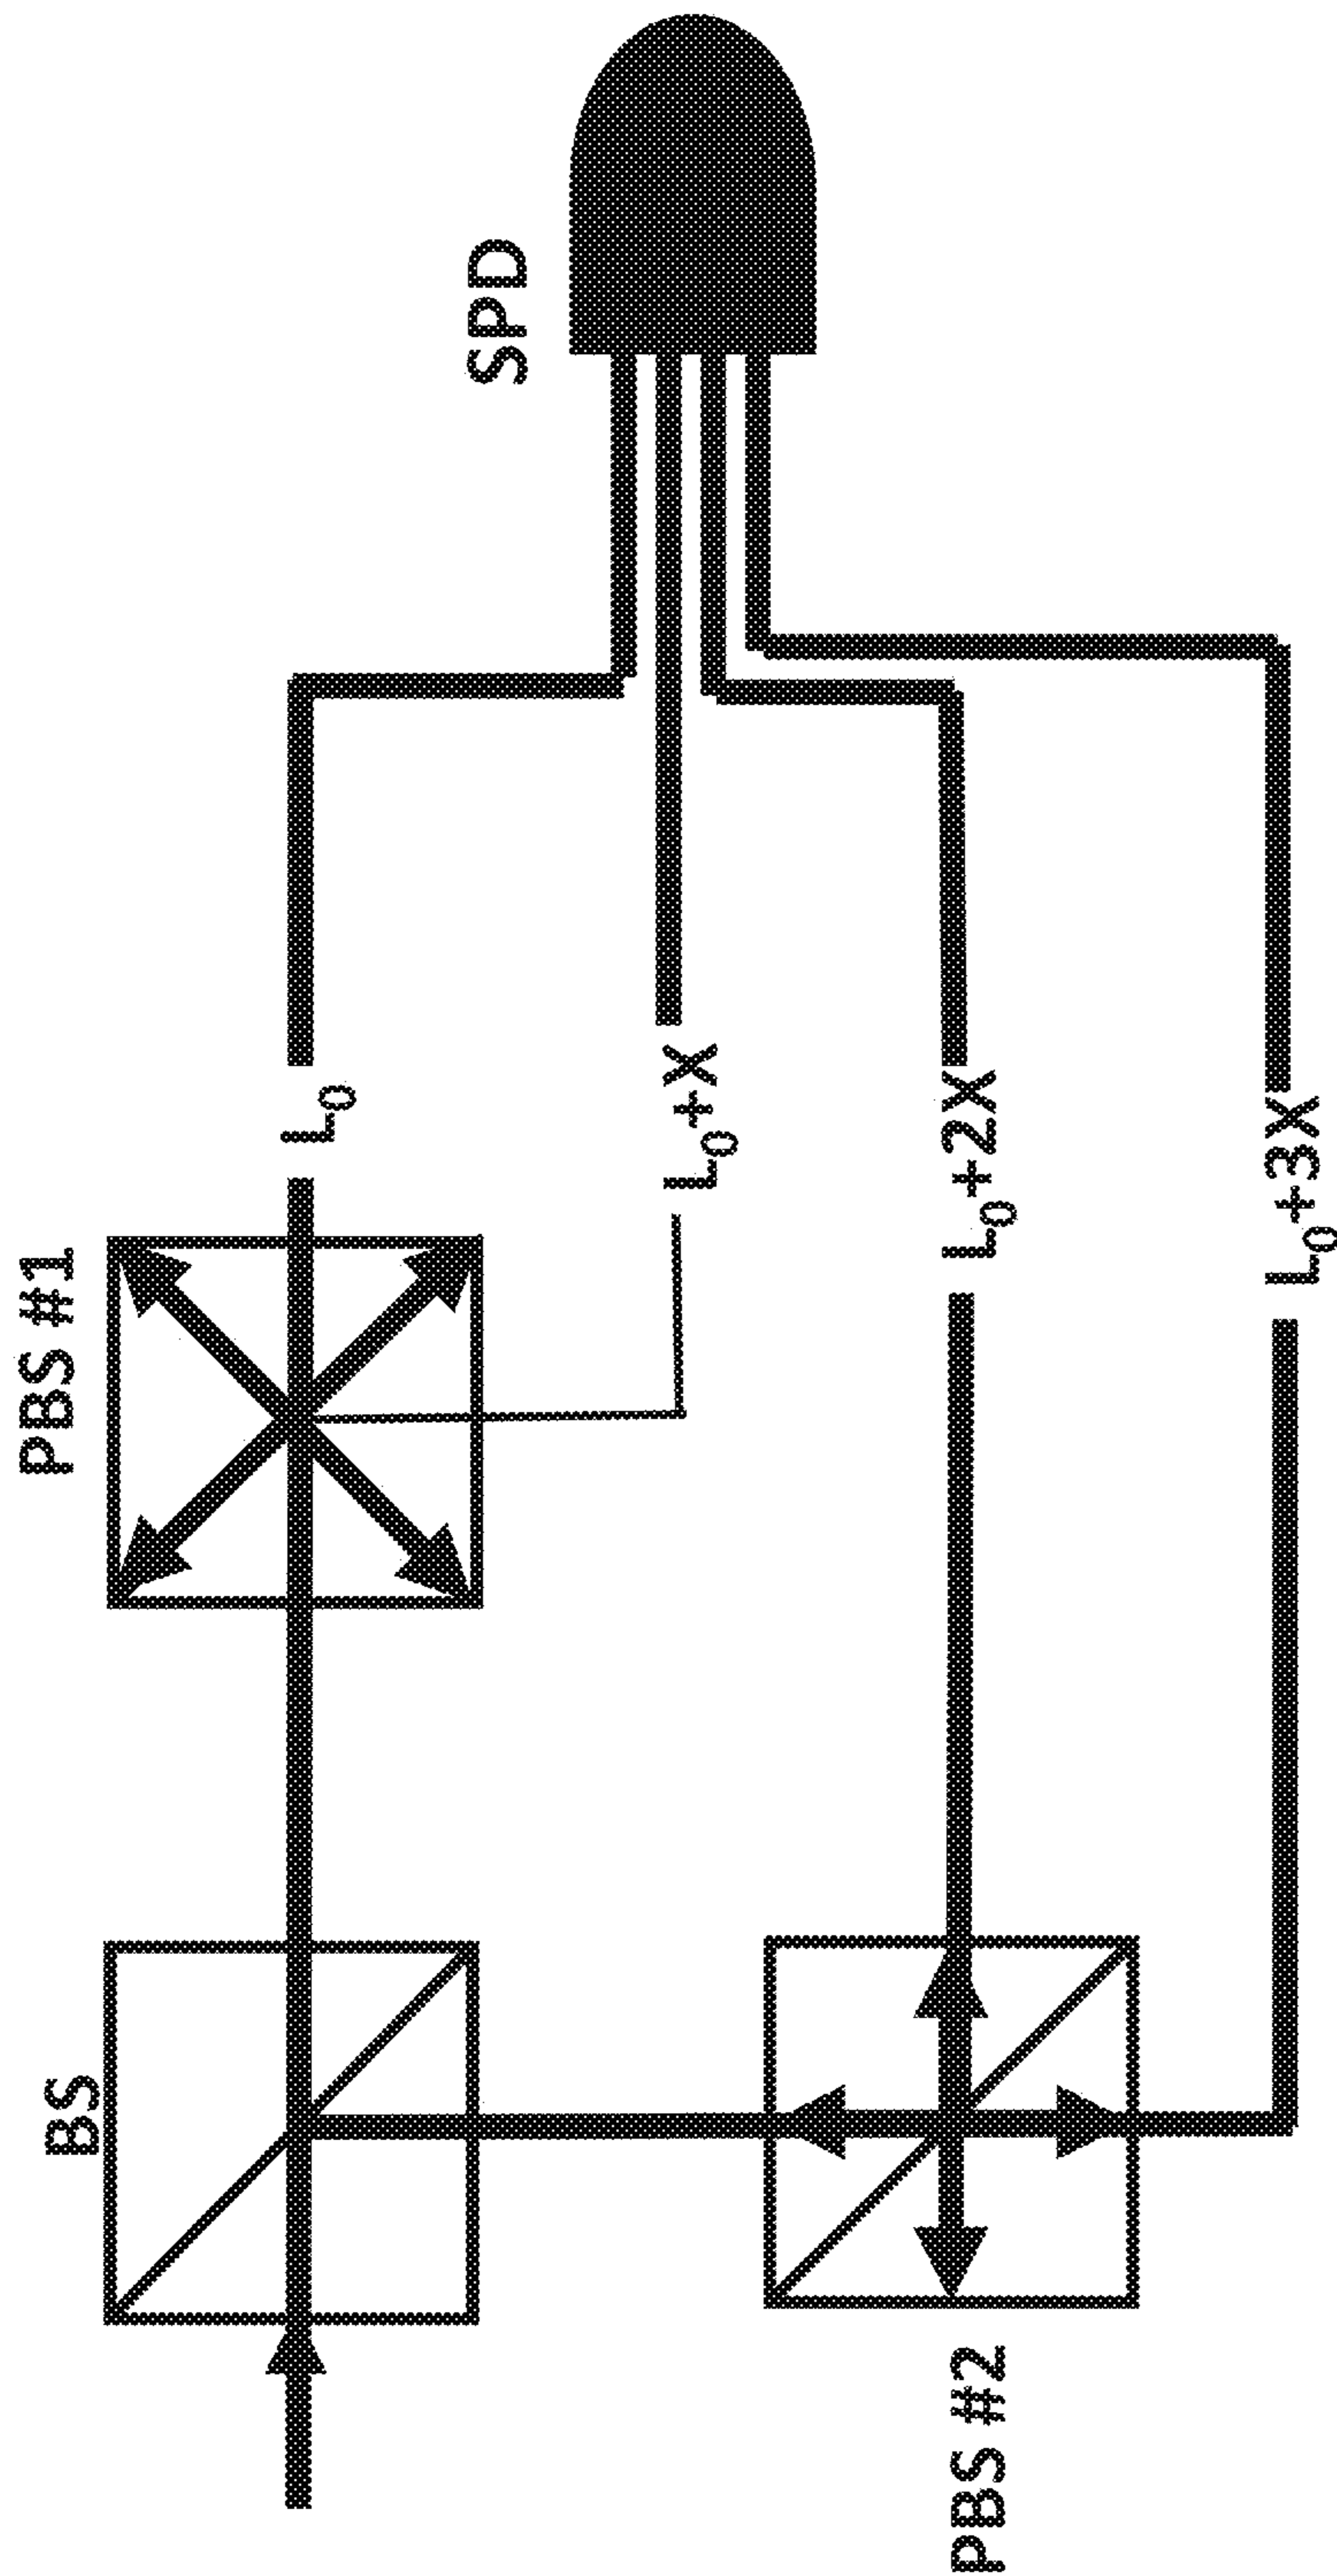 BS
PBS #1
SPD
L₀
L₀+X
L₀+2X
L₀+3X
PBS #2